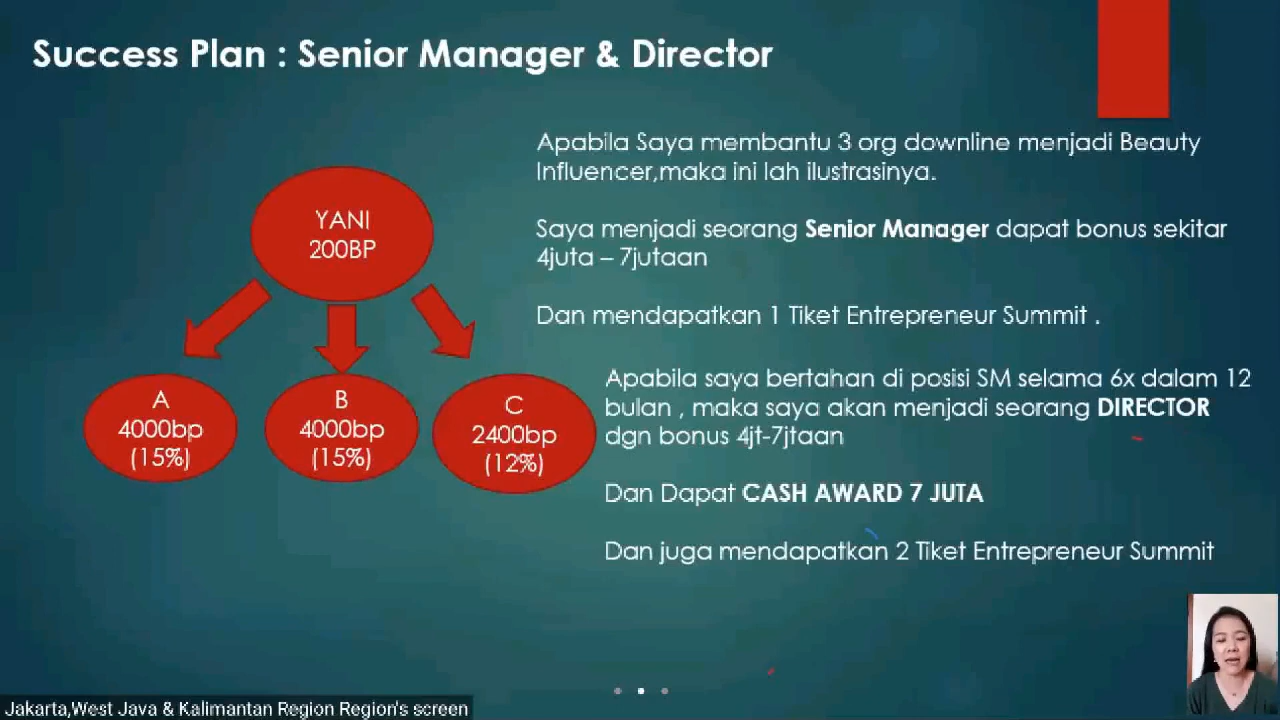 Success Plan : Senior Manager & Director
Apabila Saya membantu 3 org downline menjadi Beauty
Influencer,maka ini lah ilustrasinya.
Saya menjadi seorang Senior Manager dapat bonus sekitar
4juta – 7jutaan
Dan mendapatkan 1 Tiket Entrepreneur Summit .
Apabila saya bertahan di posisi SM selama 6x dalam 12
bulan , maka saya akan menjadi seorang DIRECTOR
dgn bonus 4jt-7jtaan
Dan Dapat CASH AWARD 7 JUTA
Dan juga mendapatkan 2 Tiket Entrepreneur Summit
YANI
200BP
A
4000bp
(15%)
B
4000bp
(15%)
C
2400bp
(12%)
Jakarta,West Java & Kalimantan Region Region's screen